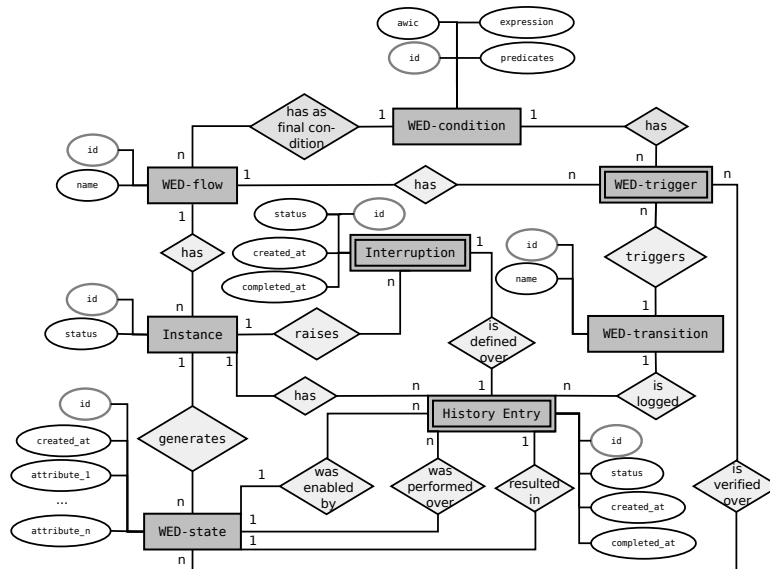 awic
expression
id
predicates
has as
final con-
dition
1
WED-condition
1
has
n
n
id
name
WED-flow
1
has
n
WED-trigger
n
1
n
status
id
created_at
completed_at
Interruption
1
n
id
name
triggers
has
n
1
id
status
Instance
1
raises
is
defined
over
WED-transition
1
1
1
has
n
1
n
is
logged
id
created_at
attribute_1
...
attribute_n
generates
n
History Entry
n
1
1
was
enabled
by
was
performed
over
resulted
in
id
status
created_at
completed_at
is
verified
over
n
WED-state
1
1
n